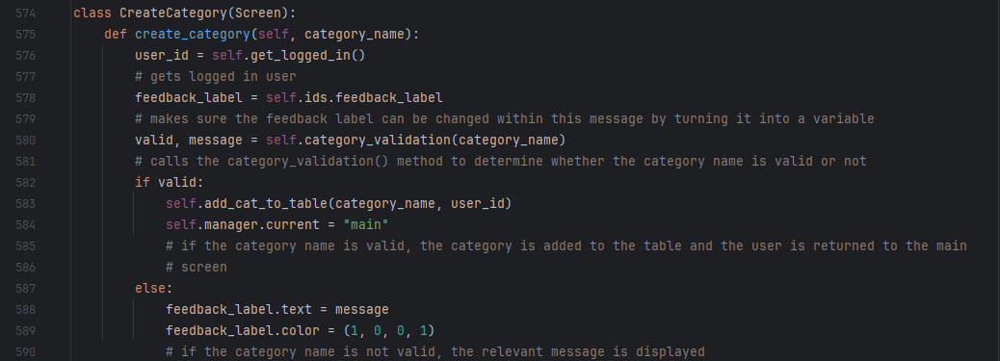 574 class CreateCategory(Screen):
575 def create_category(self, category_name):
576 user_id = self.get_logged_in()
577 # gets logged in user
578 feedback_label = self.ids.feedback_label
579 # makes sure the feedback label can be changed within this message by turning it into a variable
580 valid, message = self.category_validation(category_name)
581 # calls the category_validation() method to determine whether the category name is valid or not
582 if valid:
583 self.add_cat_to_table(category_name, user_id)
584 self.manager.current = "main"
585 # if the category name is valid, the category is added to the table and the user is returned to the main
586 # screen
587 else:
588 feedback_label.text = message
589 feedback_label.color = (1, 0, 0, 1)
590 # if the category name is not valid, the relevant message is displayed